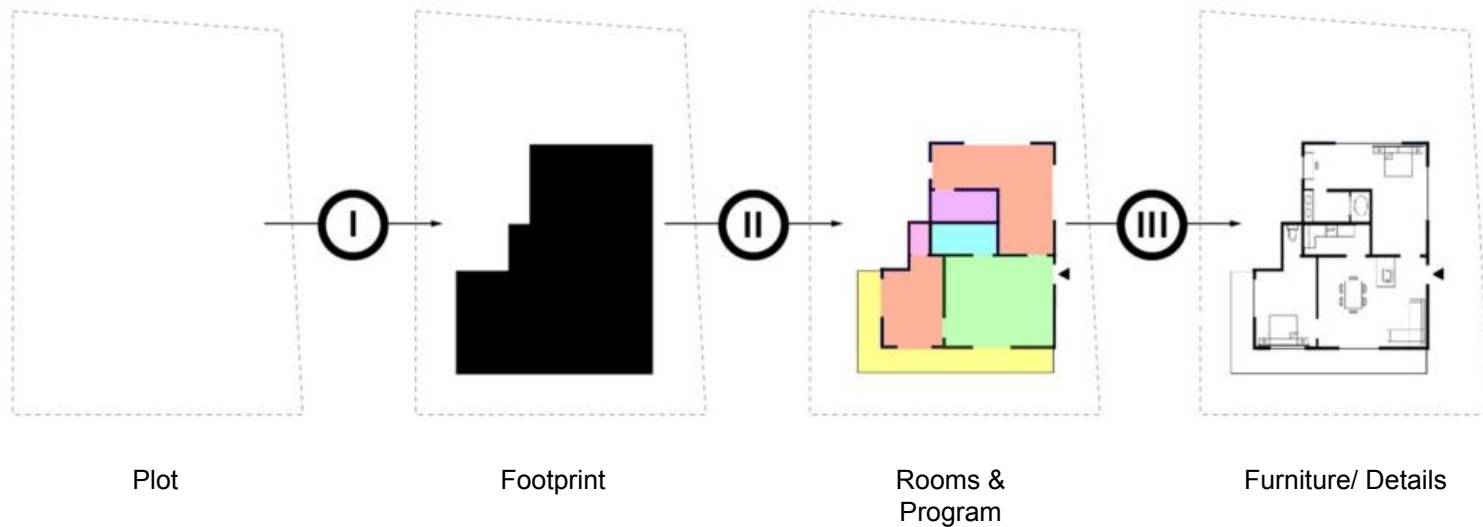 I
II
III
Plot
Footprint
Rooms &
Program
Furniture/ Details